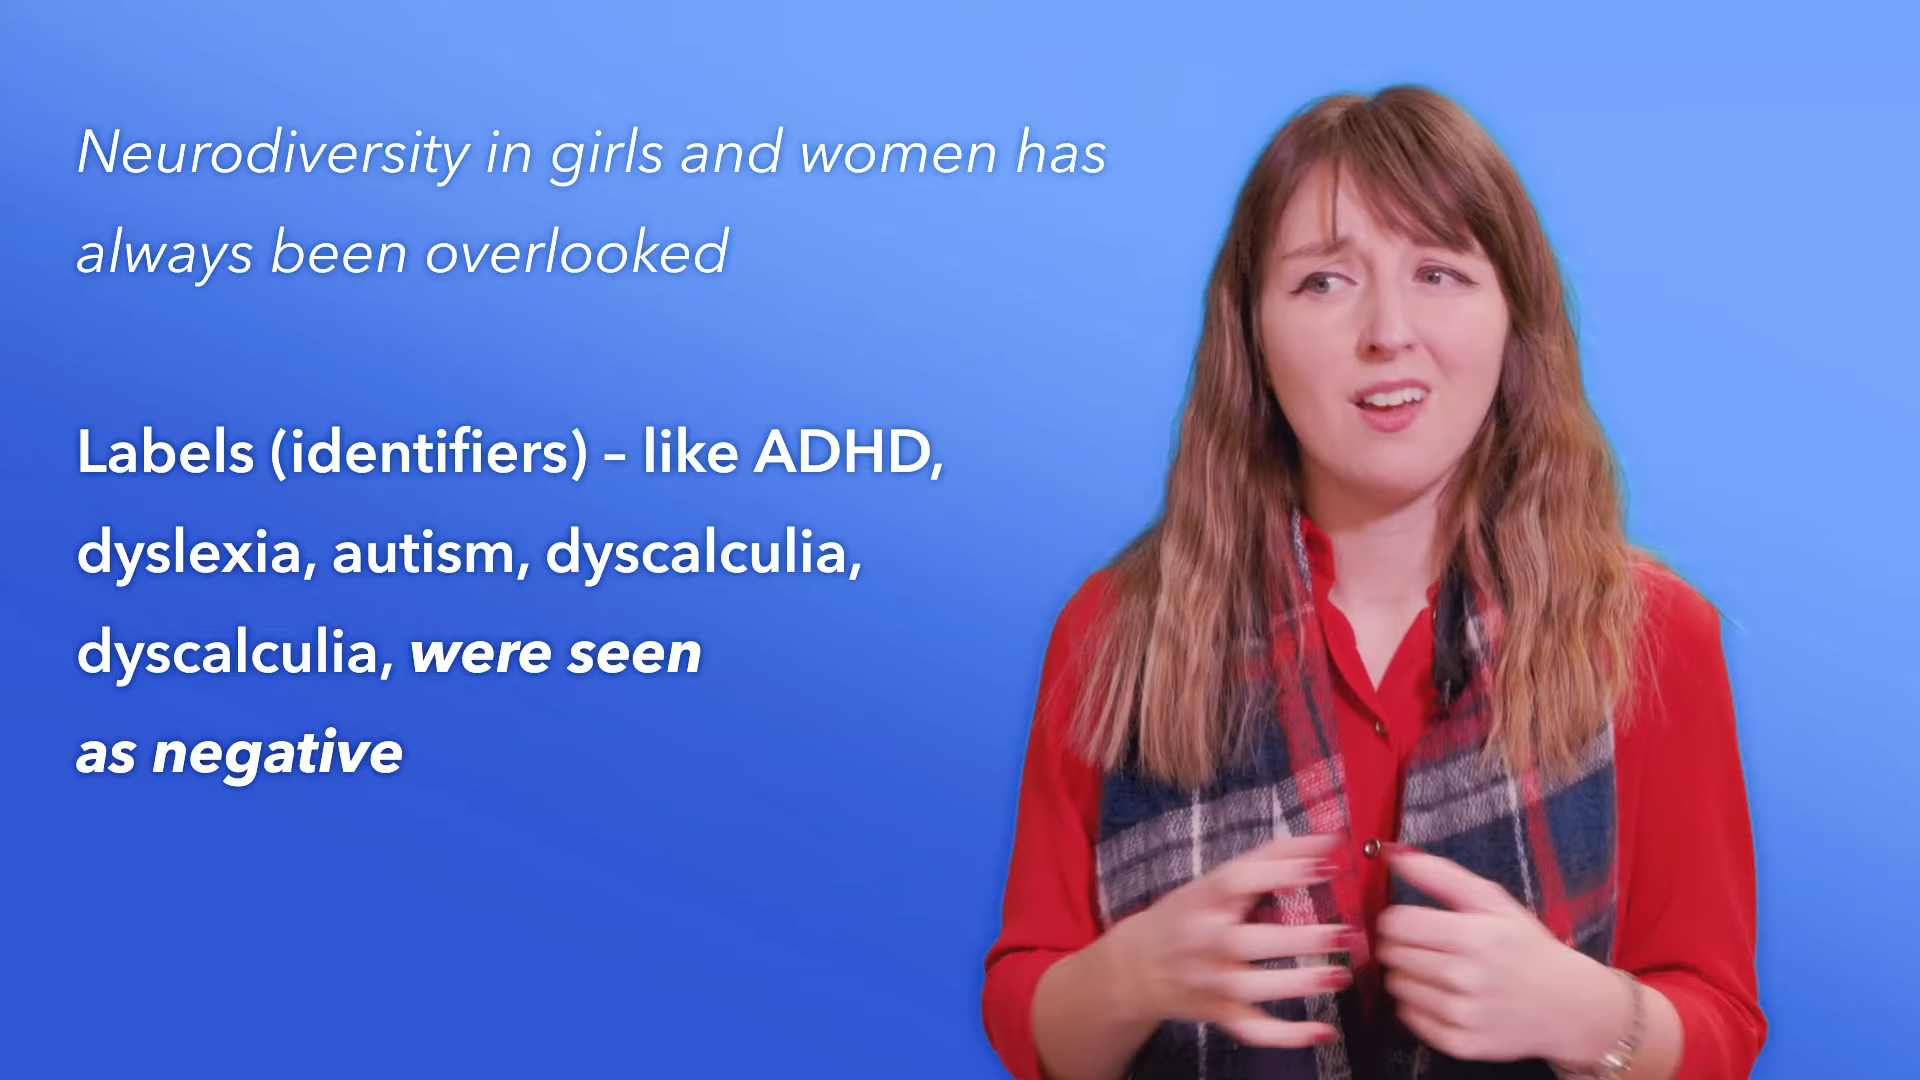 Neurodiversity in girls and women has
always been overlooked
Labels (identifiers) – like ADHD,
dyslexia, autism, dyscalculia,
dyscalculia, were seen
as negative